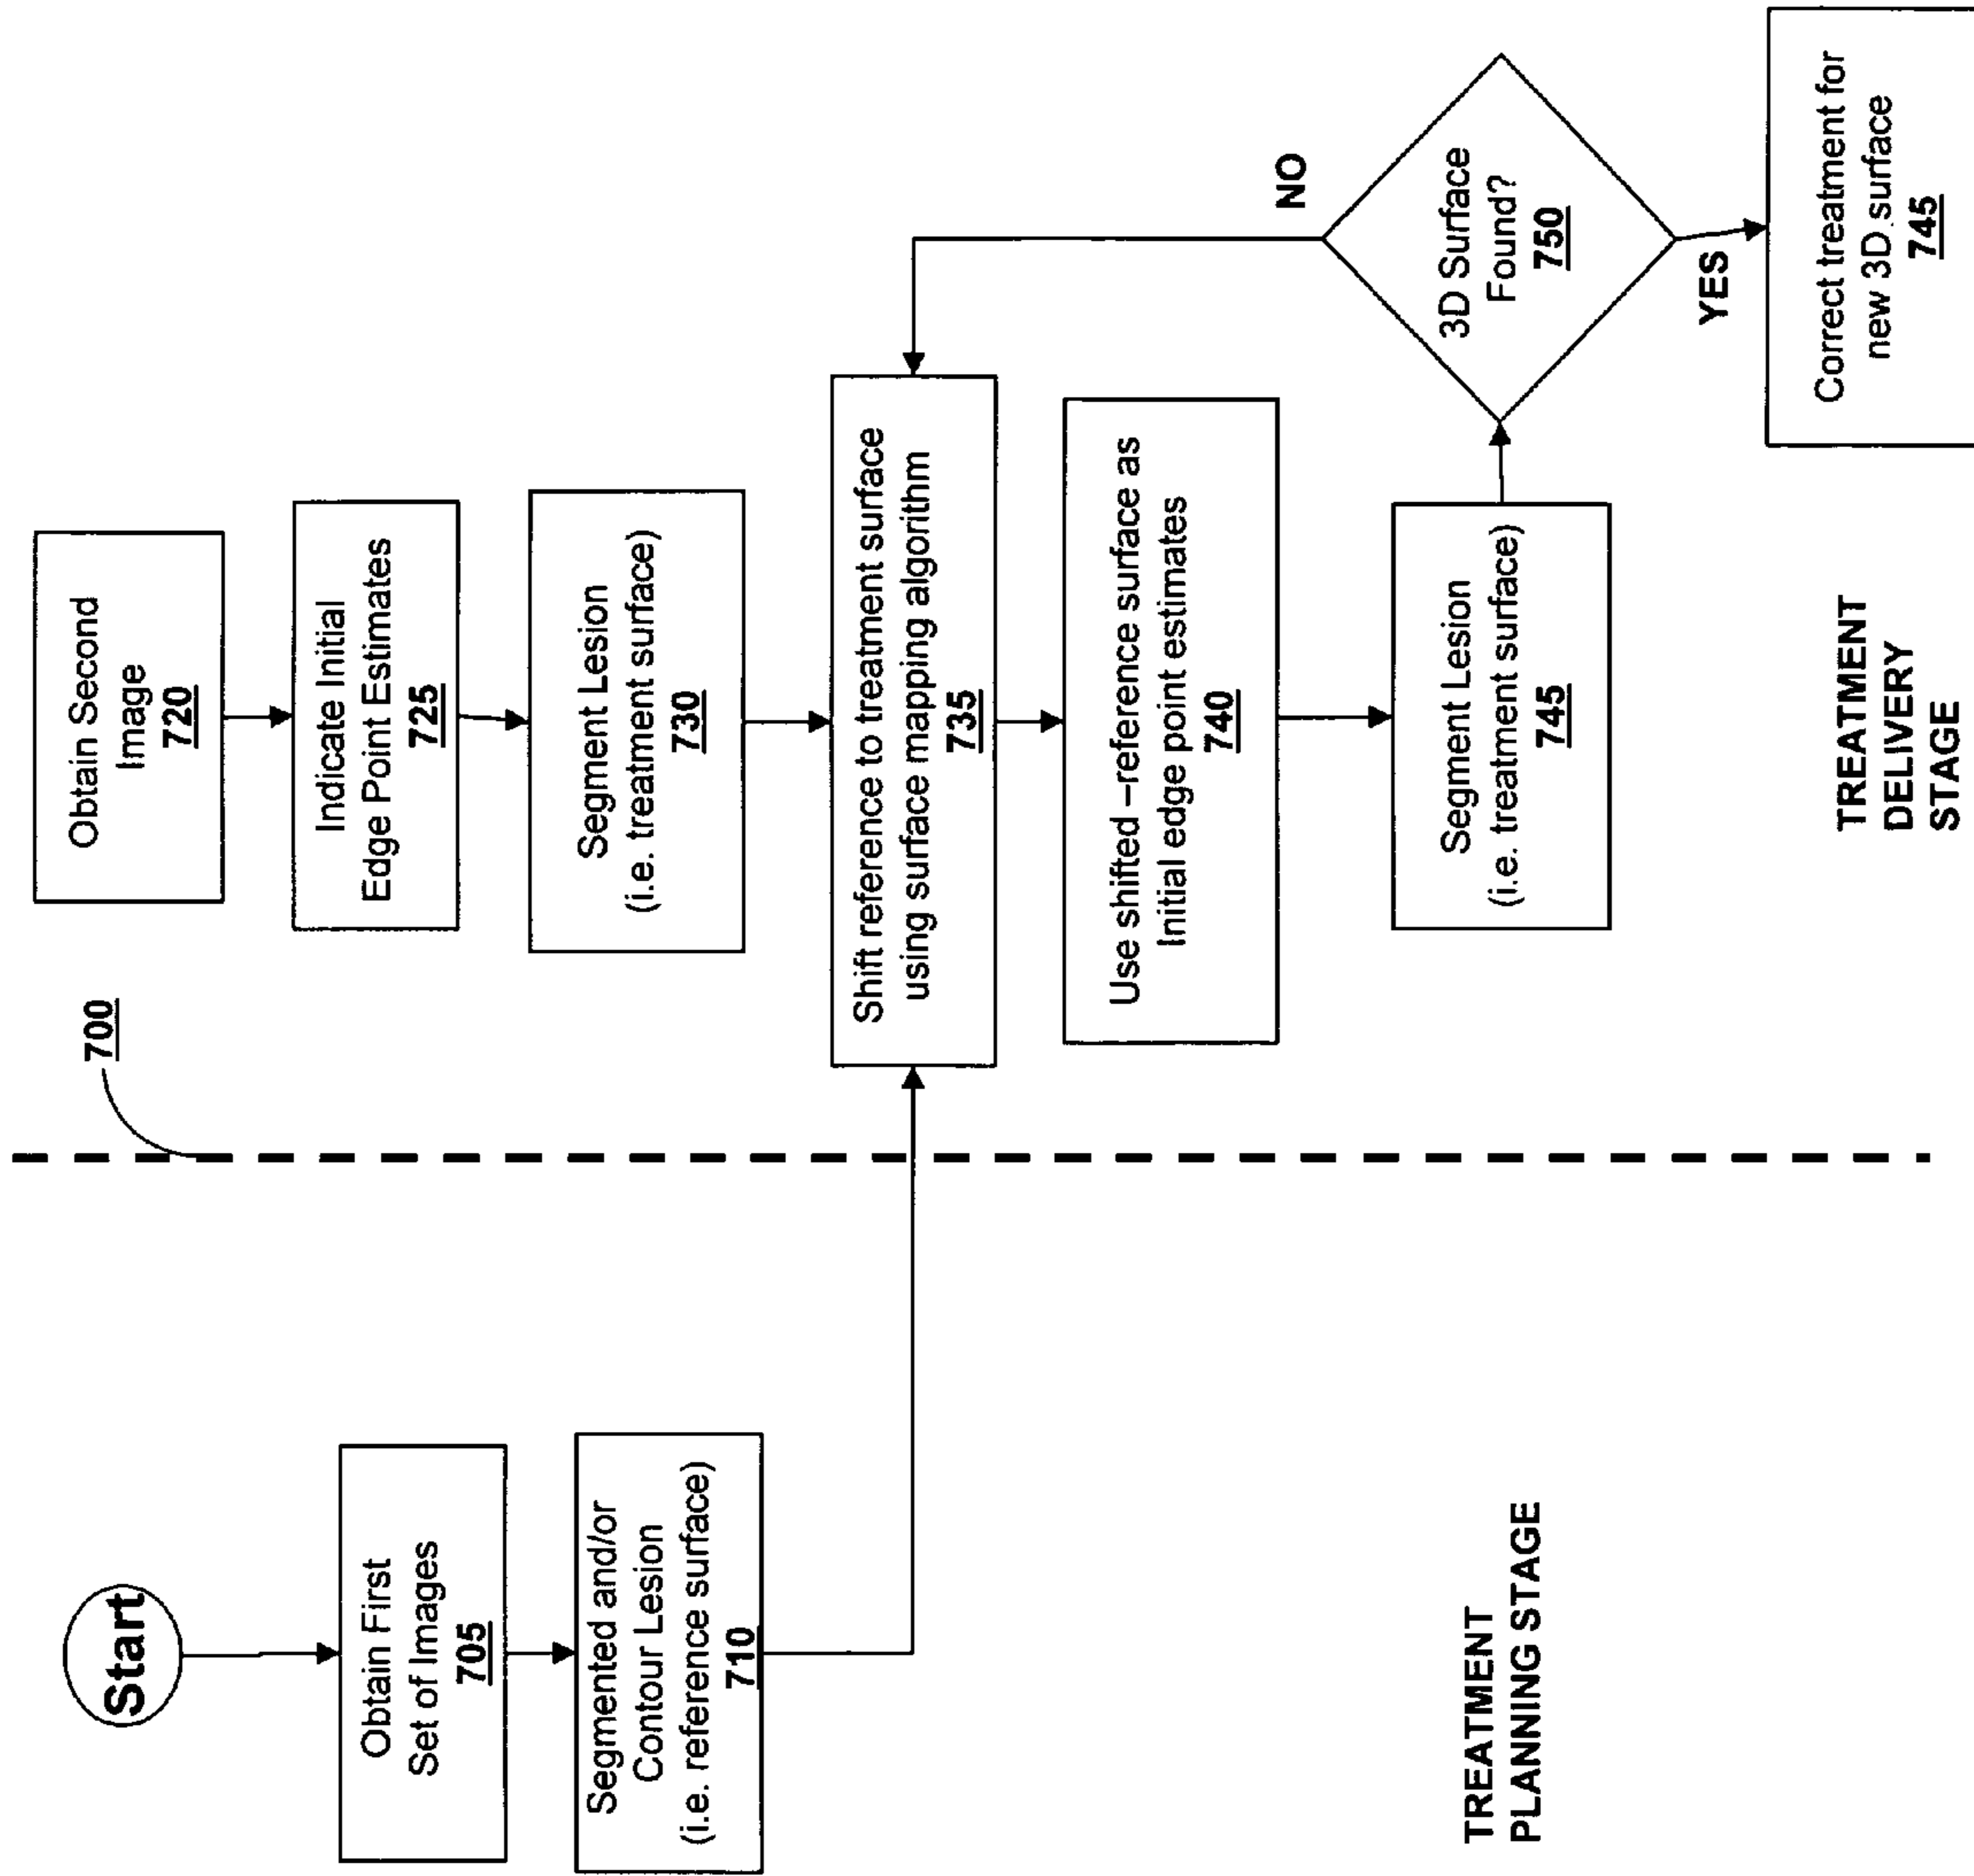 Start
Obtain First
Set of Images
705
Segmented and/or
Contour Lesion
(i.e. reference surface)
710
TREATMENT
PLANNING STAGE
700
Obtain Second
Image
720
Indicate Initial
Edge Point Estimates
725
Segment Lesion
(i.e. treatment surface)
730
Shift reference to treatment surface
using surface mapping algorithm
735
Use shifted –reference surface as
Initial edge point estimates
740
Segment Lesion
(i.e. treatment surface)
745
3D Surface
Found?
750
NO
YES
Correct treatment for
new 3D surface
745
TREATMENT
DELIVERY
STAGE